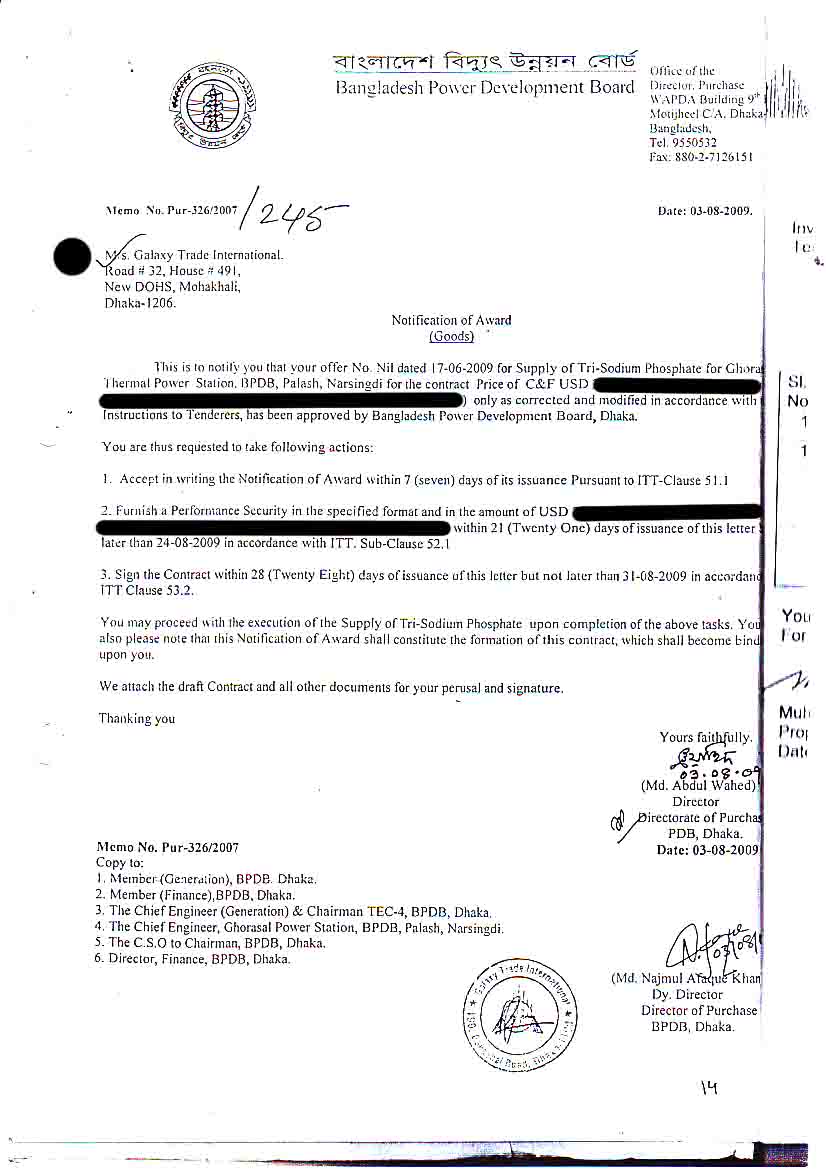 বাংলাদেশ বিদ্যুৎ উন্নয়ন বোর্ড
Bangladesh Power Development Board
Office of the
Director, Purchase
WAPDA Building 9th
Motijheel C/A, Dhaka
Bangladesh,
Tel. 9550532
Fax: 880-2-7126151
Memo No. Pur-326/2007 /245
Date: 03-08-2009.
M/s. Galaxy Trade International.
Road # 32, House # 491,
New DOHS, Mohakhali,
Dhaka-1206.
Notification of Award
(Goods)
This is to notify you that your offer No. Nil dated 17-06-2009 for Supply of Tri-Sodium Phosphate for Ghora
Thermal Power Station, BPDB, Palash, Narsingdi for the contract Price of C&F USD
) only as corrected and modified in accordance with
Instructions to Tenderers, has been approved by Bangladesh Power Development Board, Dhaka.
You are thus requested to take following actions:
1. Accept in writing the Notification of Award within 7 (seven) days of its issuance Pursuant to ITT-Clause 51.1
2. Furnish a Performance Security in the specified format and in the amount of USD
within 21 (Twenty One) days of issuance of this letter
later than 24-08-2009 in accordance with ITT. Sub-Clause 52.1
3. Sign the Contract within 28 (Twenty Eight) days of issuance of this letter but not later than 31-08-2009 in accordan
ITT Clause 53.2.
You may proceed with the execution of the Supply of Tri-Sodium Phosphate upon completion of the above tasks. You
also please note that this Notification of Award shall constitute the formation of this contract, which shall become bind
upon you.
We attach the draft Contract and all other documents for your perusal and signature.
Thanking you
Yours faithfully.
03.08.09
(Md. Abdul Wahed)
Director
Directorate of Purcha
PDB, Dhaka.
Date: 03-08-2009
Memo No. Pur-326/2007
Copy to:
1. Member (Generation), BPDB. Dhaka.
2. Member (Finance),BPDB, Dhaka.
3. The Chief Engineer (Generation) & Chairman TEC-4, BPDB, Dhaka.
4. The Chief Engineer, Ghorasal Power Station, BPDB, Palash, Narsingdi.
5. The C.S.O to Chairman, BPDB, Dhaka.
6. Director, Finance, BPDB, Dhaka.
(Md. Najmul Ataque Khan
Dy. Director
Director of Purchase
BPDB, Dhaka.
Galaxy Trade International
14
Inv
Te
Sl.
No
1
1
You
For
Mul
Prop
Date